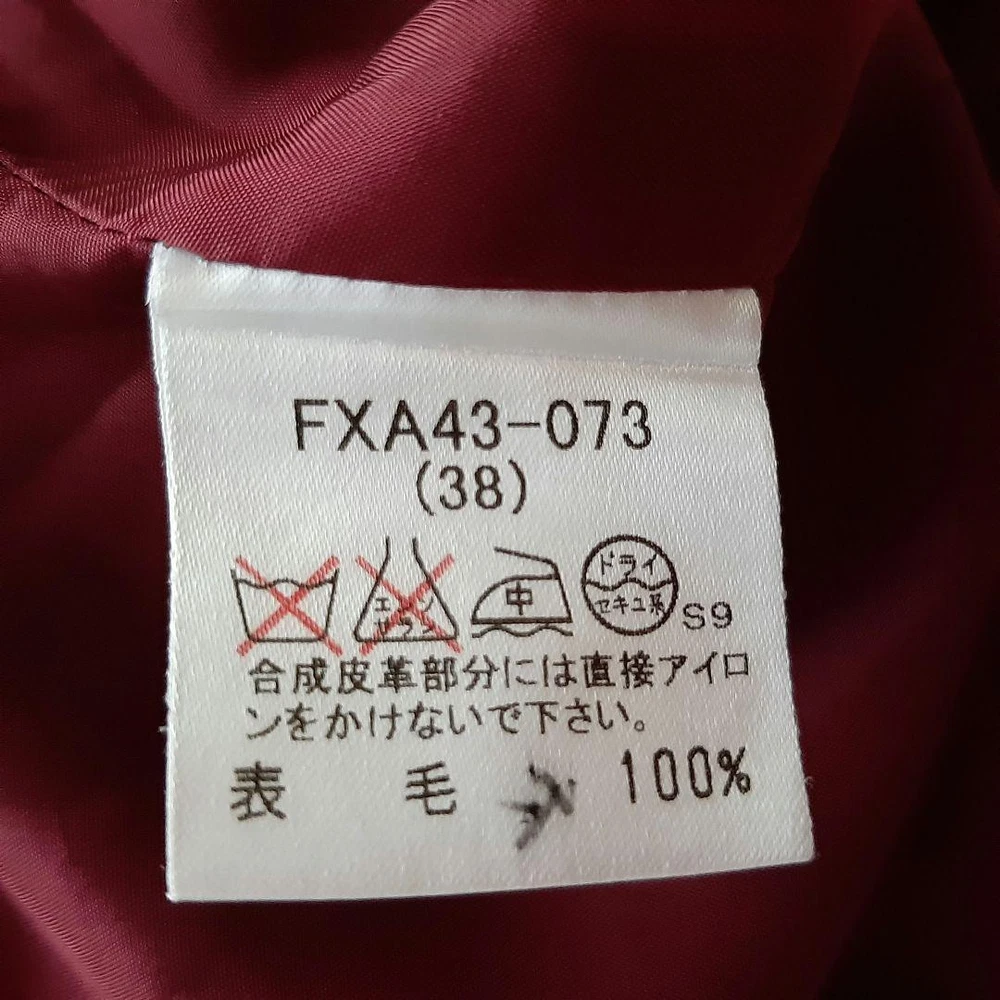 FXA43-073
(38)
中
ドライ
セキユ系
S9
合成皮革部分には直接アイロ
ンをかけないで下さい。
表 毛 100%